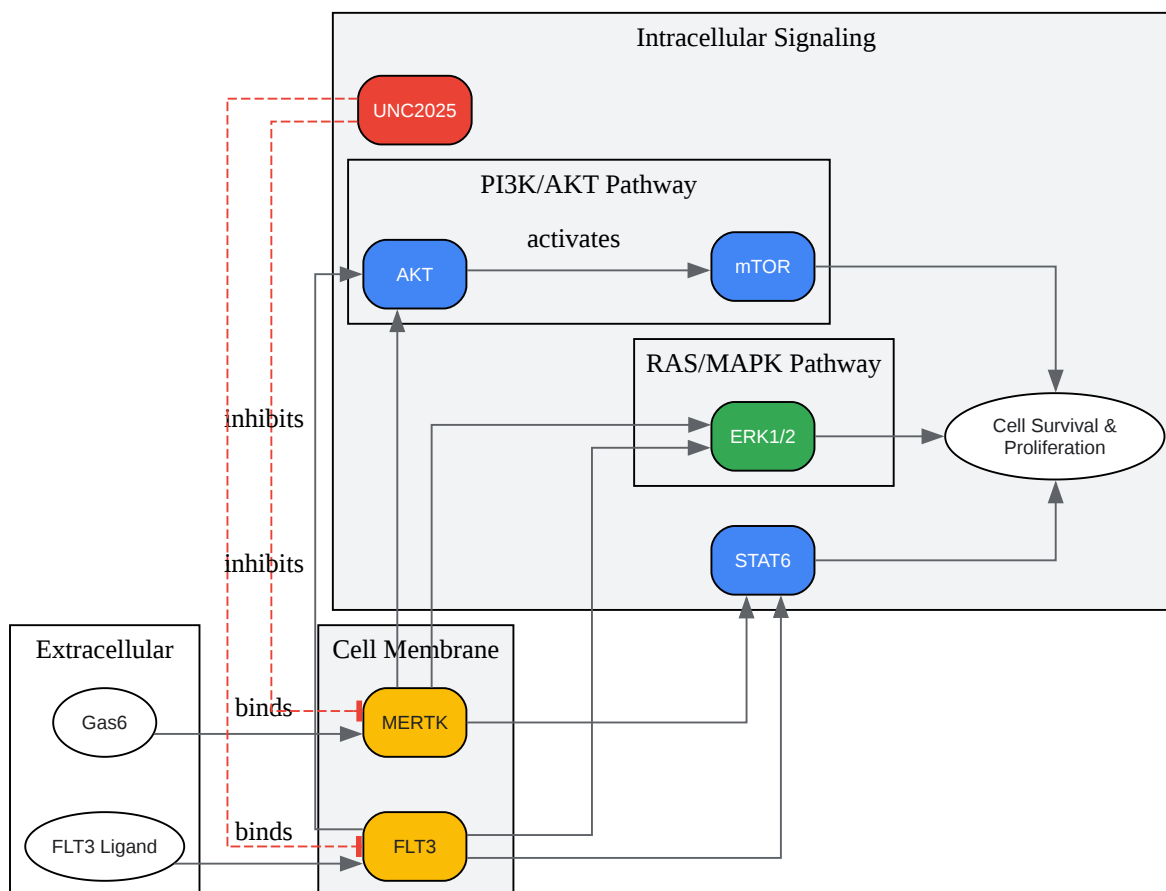 Intracellular Signaling
UNC2025
PI3K/AKT Pathway
activates
AKT
mTOR
RAS/MAPK Pathway
inhibits
ERK1/2
Cell Survival &
Proliferation
inhibits
STAT6
Extracellular
Cell Membrane
Gas6
binds
MERTK
FLT3 Ligand
binds
FLT3